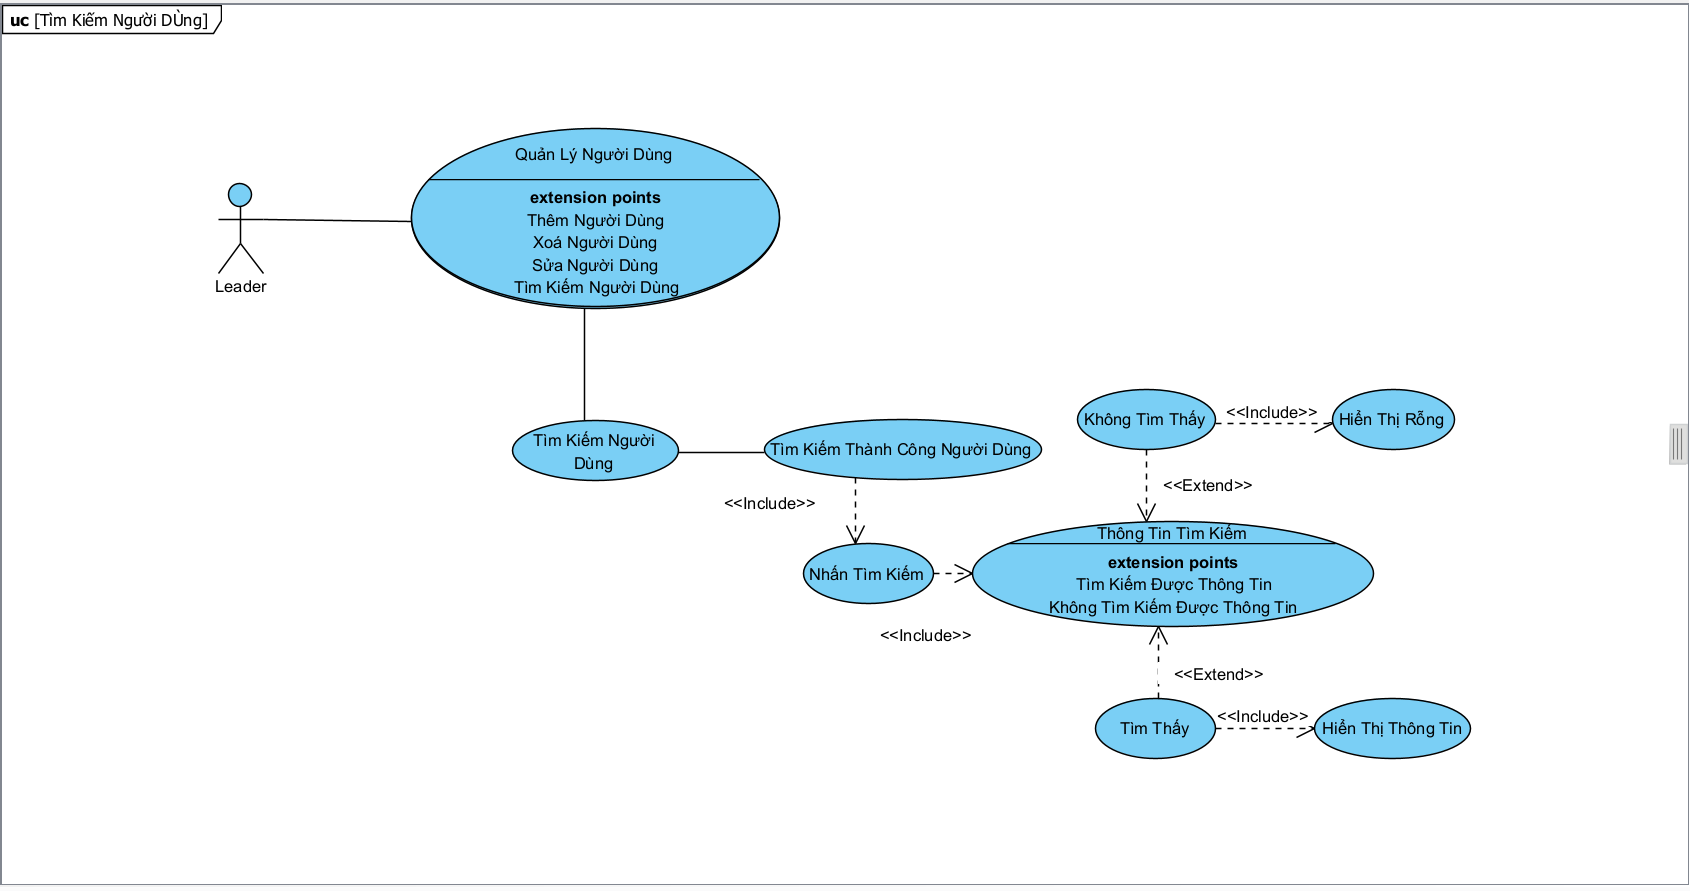 uc [Tìm Kiếm Người DÙng]
Quản Lý Người Dùng
extension points
Thêm Người Dùng
Xoá Người Dùng
Sửa Người Dùng
Tìm Kiếm Người Dùng
Leader
Tìm Kiếm Người
Dùng
Tìm Kiếm Thành Công Người Dùng
<<Include>>
Nhấn Tìm Kiếm
<<Include>>
Không Tìm Thấy
<<Include>>
Hiển Thị Rỗng
<<Extend>>
Thông Tin Tìm Kiếm
extension points
Tìm Kiếm Được Thông Tin
Không Tìm Kiếm Được Thông Tin
<<Extend>>
Tìm Thấy
<<Include>>
Hiển Thị Thông Tin